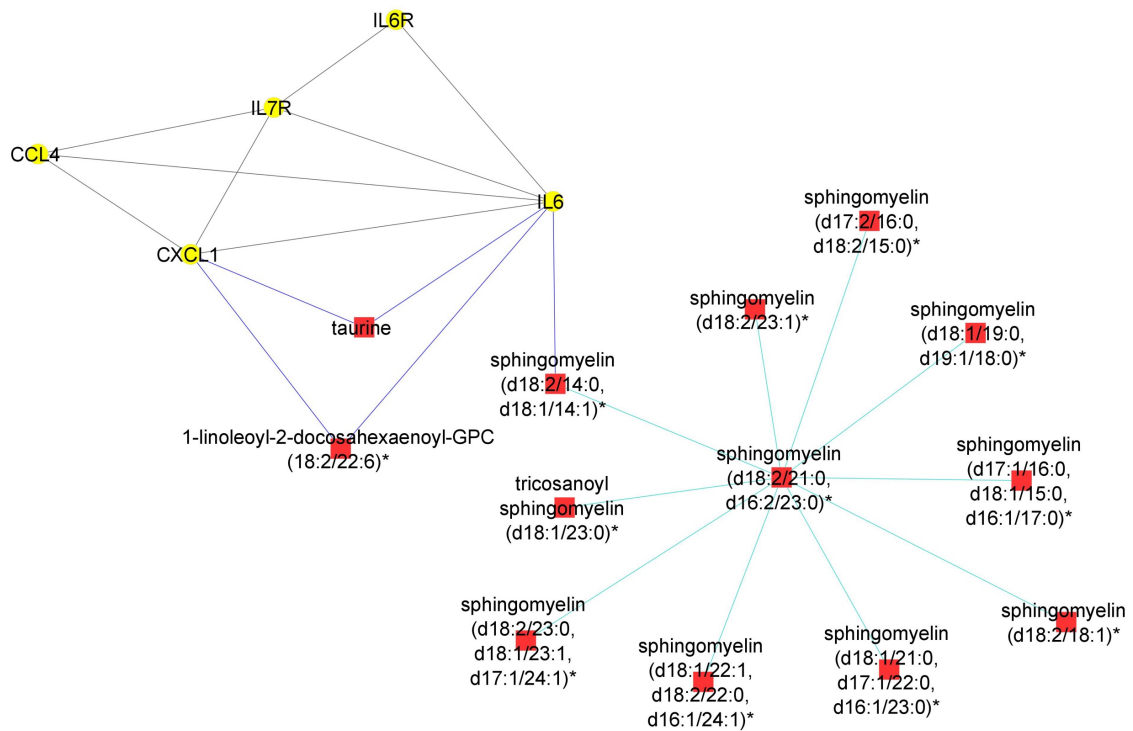 IL6R
IL7R
CCL4
IL6
CXCL1
taurine
1-linoleoyl-2-docosahexaenoyl-GPC
(18:2/22:6)*
sphingomyelin
(d17:2/16:0,
d18:2/15:0)*
sphingomyelin
(d18:2/23:1)*
sphingomyelin
(d18:1/19:0,
d19:1/18:0)*
sphingomyelin
(d18:2/14:0,
d18:1/14:1)*
sphingomyelin
(d18:2/21:0,
d16:2/23:0)*
sphingomyelin
(d17:1/16:0,
d18:1/15:0,
d16:1/17:0)*
tricosanoyl
sphingomyelin
(d18:1/23:0)*
sphingomyelin
(d18:2/23:0,
d18:1/23:1,
d17:1/24:1)*
sphingomyelin
(d18:1/22:1,
d18:2/22:0,
d16:1/24:1)*
sphingomyelin
(d18:1/21:0,
d17:1/22:0,
d16:1/23:0)*
sphingomyelin
(d18:2/18:1)*